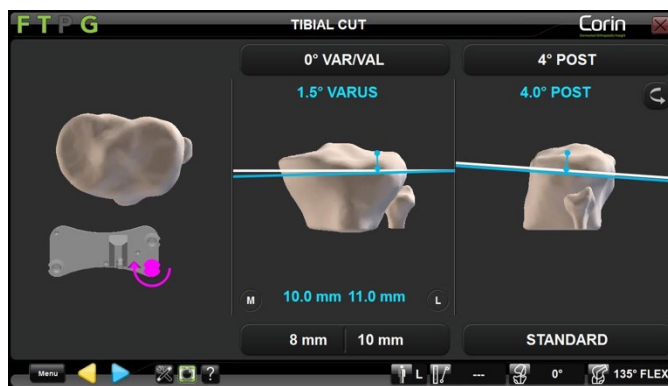 F T P G
TIBIAL CUT
Corin
0° VAR/VAL
4° POST
1.5° VARUS
4.0° POST
M
10.0 mm 11.0 mm
L
8 mm 10 mm
STANDARD
Menu
?
L
---
0°
135° FLEX